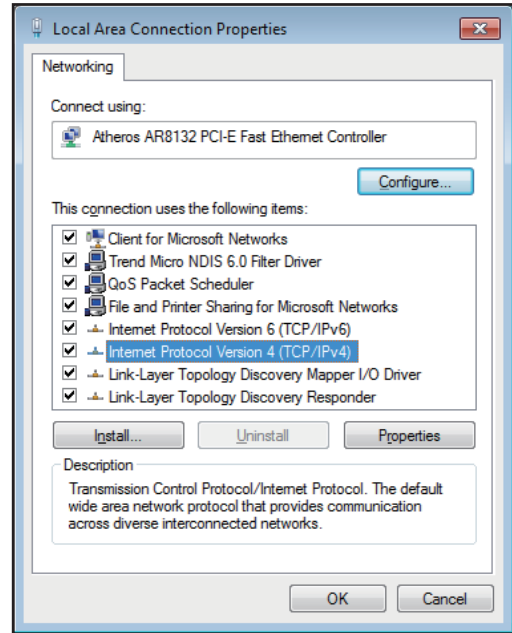 Local Area Connection Properties
Networking
Connect using:
Atheros AR8132 PCI-E Fast Ethernet Controller
Configure...
This connection uses the following items:
Client for Microsoft Networks
Trend Micro NDIS 6.0 Filter Driver
QoS Packet Scheduler
File and Printer Sharing for Microsoft Networks
Internet Protocol Version 6 (TCP/IPv6)
Internet Protocol Version 4 (TCP/IPv4)
Link-Layer Topology Discovery Mapper I/O Driver
Link-Layer Topology Discovery Responder
Install... Uninstall Properties
Description
Transmission Control Protocol/Internet Protocol. The default
wide area network protocol that provides communication
across diverse interconnected networks.
OK Cancel